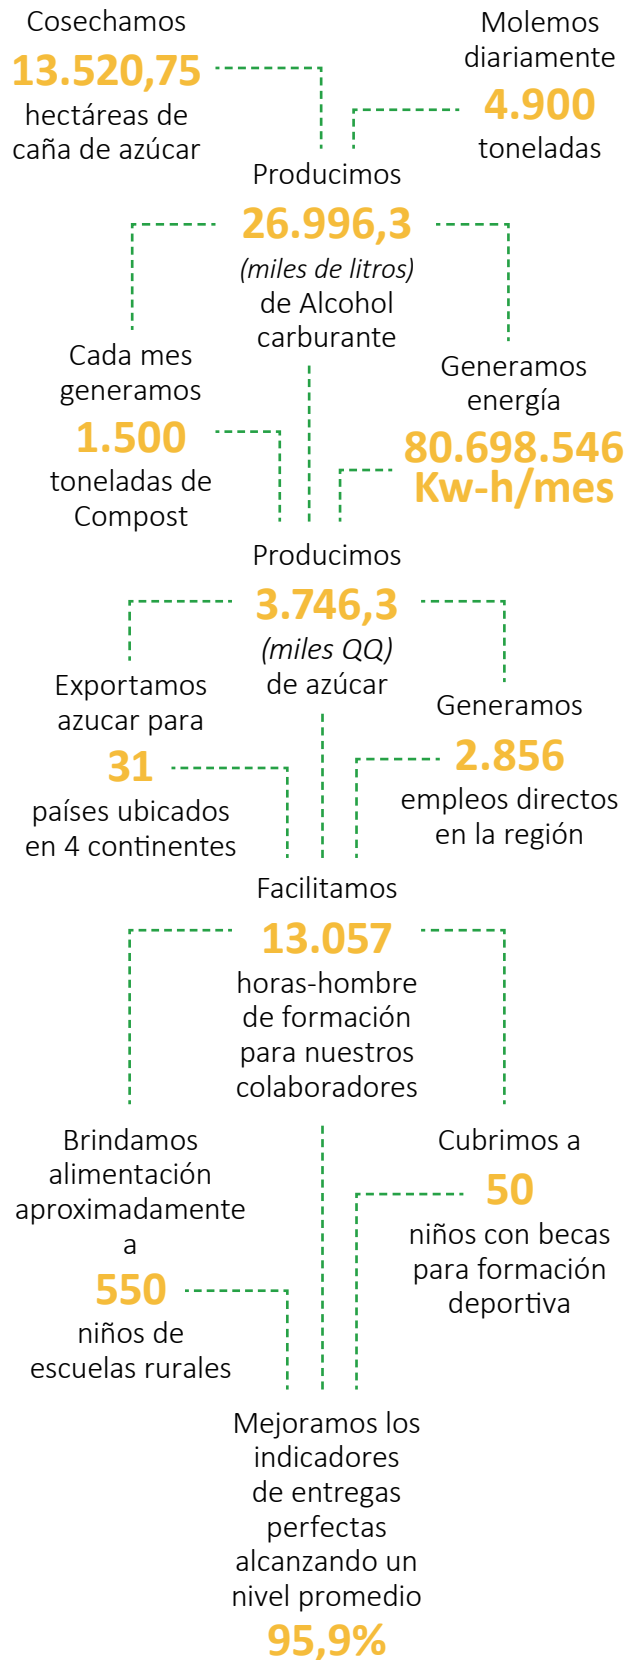 Cosechamos
13.520,75
hectáreas de
caña de azúcar
Molemos
diariamente
4.900
toneladas
Producimos
26.996,3
(miles de litros)
de Alcohol
carburante
Cada mes
generamos
1.500
toneladas de
Compost
Generamos
energía
80.698.546
Kw-h/mes
Producimos
3.746,3
(miles QQ)
de azúcar
Exportamos
azucar para
31
países ubicados
en 4 continentes
Generamos
2.856
empleos directos
en la región
Facilitamos
13.057
horas-hombre
de formación
para nuestros
colaboradores
Brindamos
alimentación
aproximadamente
a
550
niños de
escuelas rurales
Cubrimos a
50
niños con becas
para formación
deportiva
Mejoramos los
indicadores
de entregas
perfectas
alcanzando un
nivel promedio
95,9%